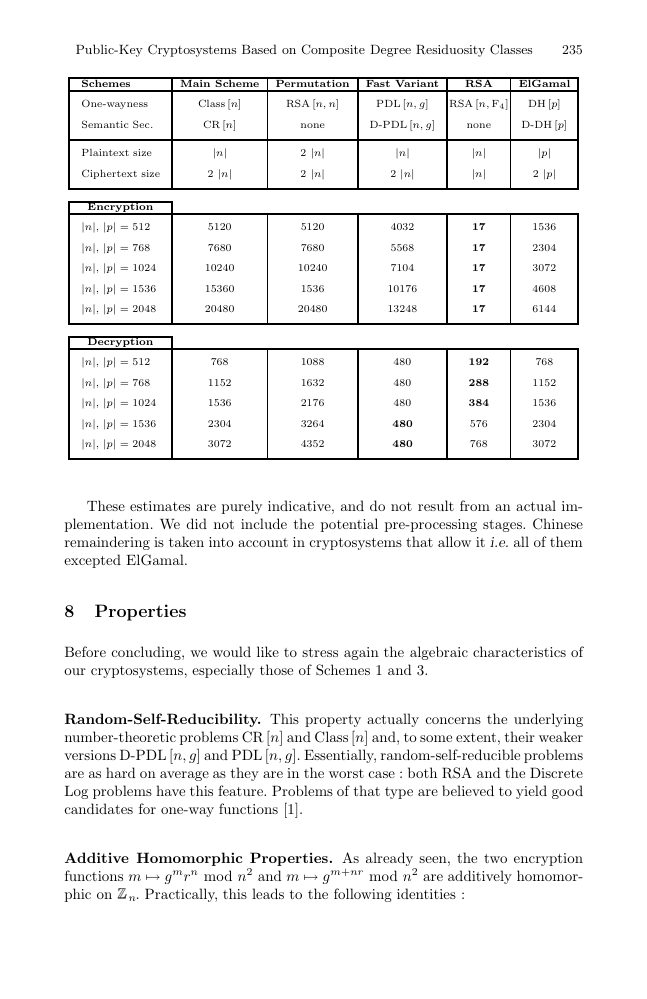 Public-Key Cryptosystems Based on Composite Degree Residuosity Classes 235
Schemes Main Scheme Permutation Fast Variant RSA ElGamal
One-wayness Class [n] RSA [n, n] PDL [n, g] RSA [n, F₄] DH [p]
Semantic Sec. CR [n] none D-PDL [n, g] none D-DH [p]
Plaintext size |n| 2 |n| |n| |n| |p|
Ciphertext size 2 |n| 2 |n| 2 |n| |n| 2 |p|
Encryption
|n|, |p| = 512 5120 5120 4032 17 1536
|n|, |p| = 768 7680 7680 5568 17 2304
|n|, |p| = 1024 10240 10240 7104 17 3072
|n|, |p| = 1536 15360 1536 10176 17 4608
|n|, |p| = 2048 20480 20480 13248 17 6144
Decryption
|n|, |p| = 512 768 1088 480 192 768
|n|, |p| = 768 1152 1632 480 288 1152
|n|, |p| = 1024 1536 2176 480 384 1536
|n|, |p| = 1536 2304 3264 480 576 2304
|n|, |p| = 2048 3072 4352 480 768 3072
These estimates are purely indicative, and do not result from an actual im-
plementation. We did not include the potential pre-processing stages. Chinese
remaindering is taken into account in cryptosystems that allow it i.e. all of them
excepted ElGamal.
8 Properties
Before concluding, we would like to stress again the algebraic characteristics of
our cryptosystems, especially those of Schemes 1 and 3.
Random-Self-Reducibility. This property actually concerns the underlying
number-theoretic problems CR [n] and Class [n] and, to some extent, their weaker
versions D-PDL [n, g] and PDL [n, g]. Essentially, random-self-reducible problems
are as hard on average as they are in the worst case : both RSA and the Discrete
Log problems have this feature. Problems of that type are believed to yield good
candidates for one-way functions [1].
Additive Homomorphic Properties. As already seen, the two encryption
functions m ↦ gᵐrⁿ mod n² and m ↦ gᵐ⁺ⁿʳ mod n² are additively homomor-
phic on ℤₙ. Practically, this leads to the following identities :